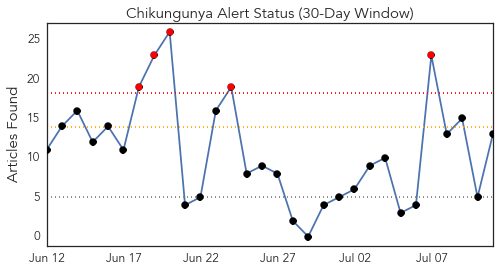 Chikungunya Alert Status (30-Day Window)
Articles Found
25
20
15
10
5
0
Jun 12 Jun 17 Jun 22 Jun 27 Jul 02 Jul 07